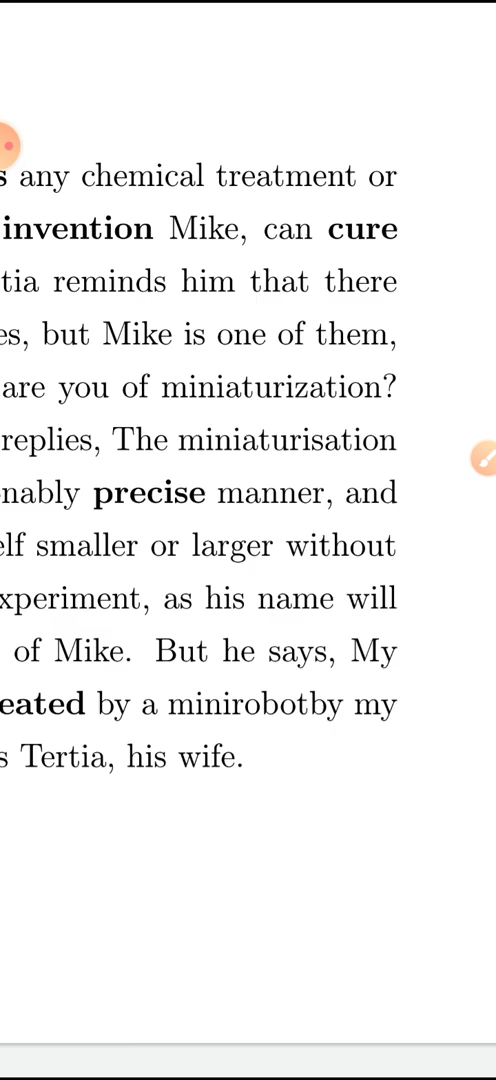 s any chemical treatment or
invention Mike, can cure
tia reminds him that there
es, but Mike is one of them,
are you of miniaturization?
replies, The miniaturisation
nably precise manner, and
elf smaller or larger without
xperiment, as his name will
of Mike. But he says, My
eated by a minirobotby my
s Tertia, his wife.